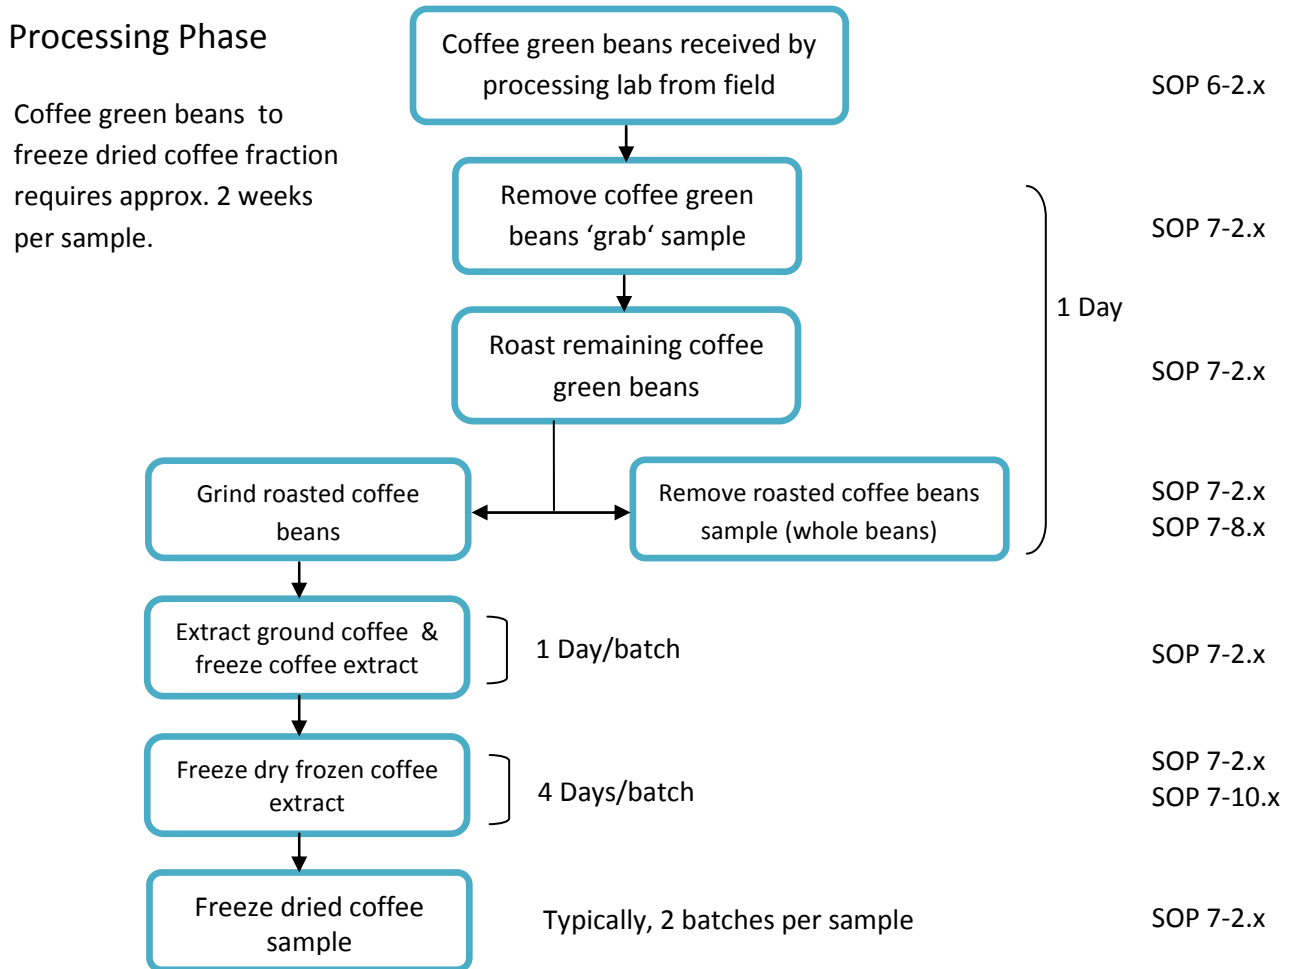 Processing Phase
Coffee green beans to
freeze dried coffee fraction
requires approx. 2 weeks
per sample.
Coffee green beans received by
processing lab from field
SOP 6-2.x
Remove coffee green
beans ‘grab‘ sample
SOP 7-2.x
1 Day
Roast remaining coffee
green beans
SOP 7-2.x
Grind roasted coffee
beans
Remove roasted coffee beans
sample (whole beans)
SOP 7-2.x
SOP 7-8.x
Extract ground coffee &
freeze coffee extract
1 Day/batch
SOP 7-2.x
Freeze dry frozen coffee
extract
4 Days/batch
SOP 7-2.x
SOP 7-10.x
Freeze dried coffee
sample
Typically, 2 batches per sample
SOP 7-2.x